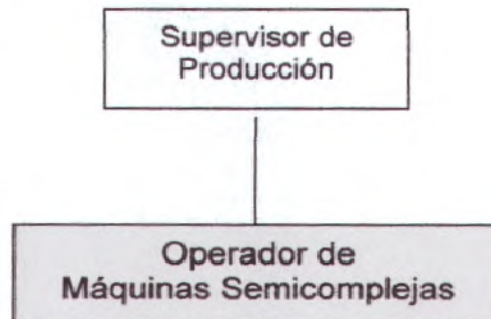 Supervisor de
Producción
Operador de
Máquinas Semicomplejas